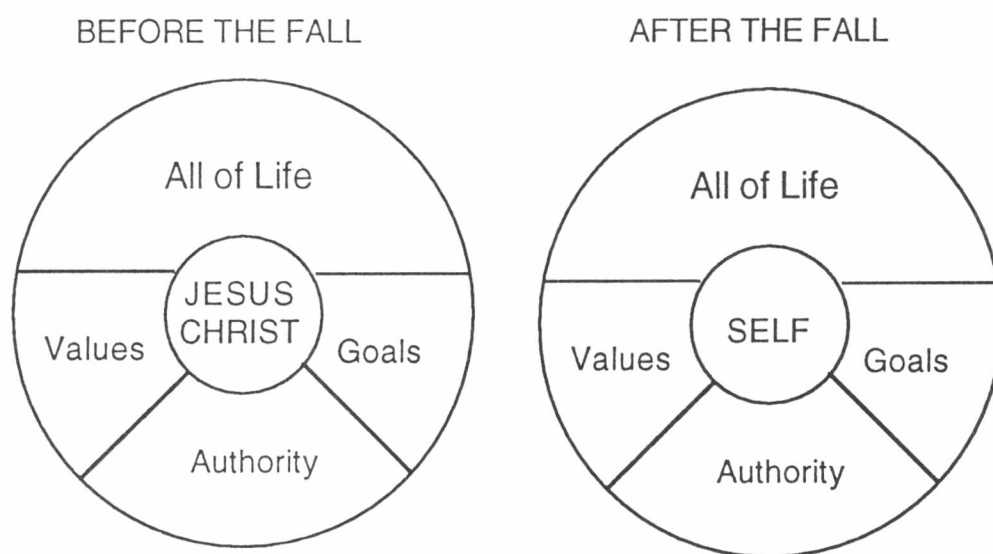 BEFORE THE FALL
All of Life
JESUS
CHRIST
Values
Goals
Authority
AFTER THE FALL
All of Life
SELF
Values
Goals
Authority